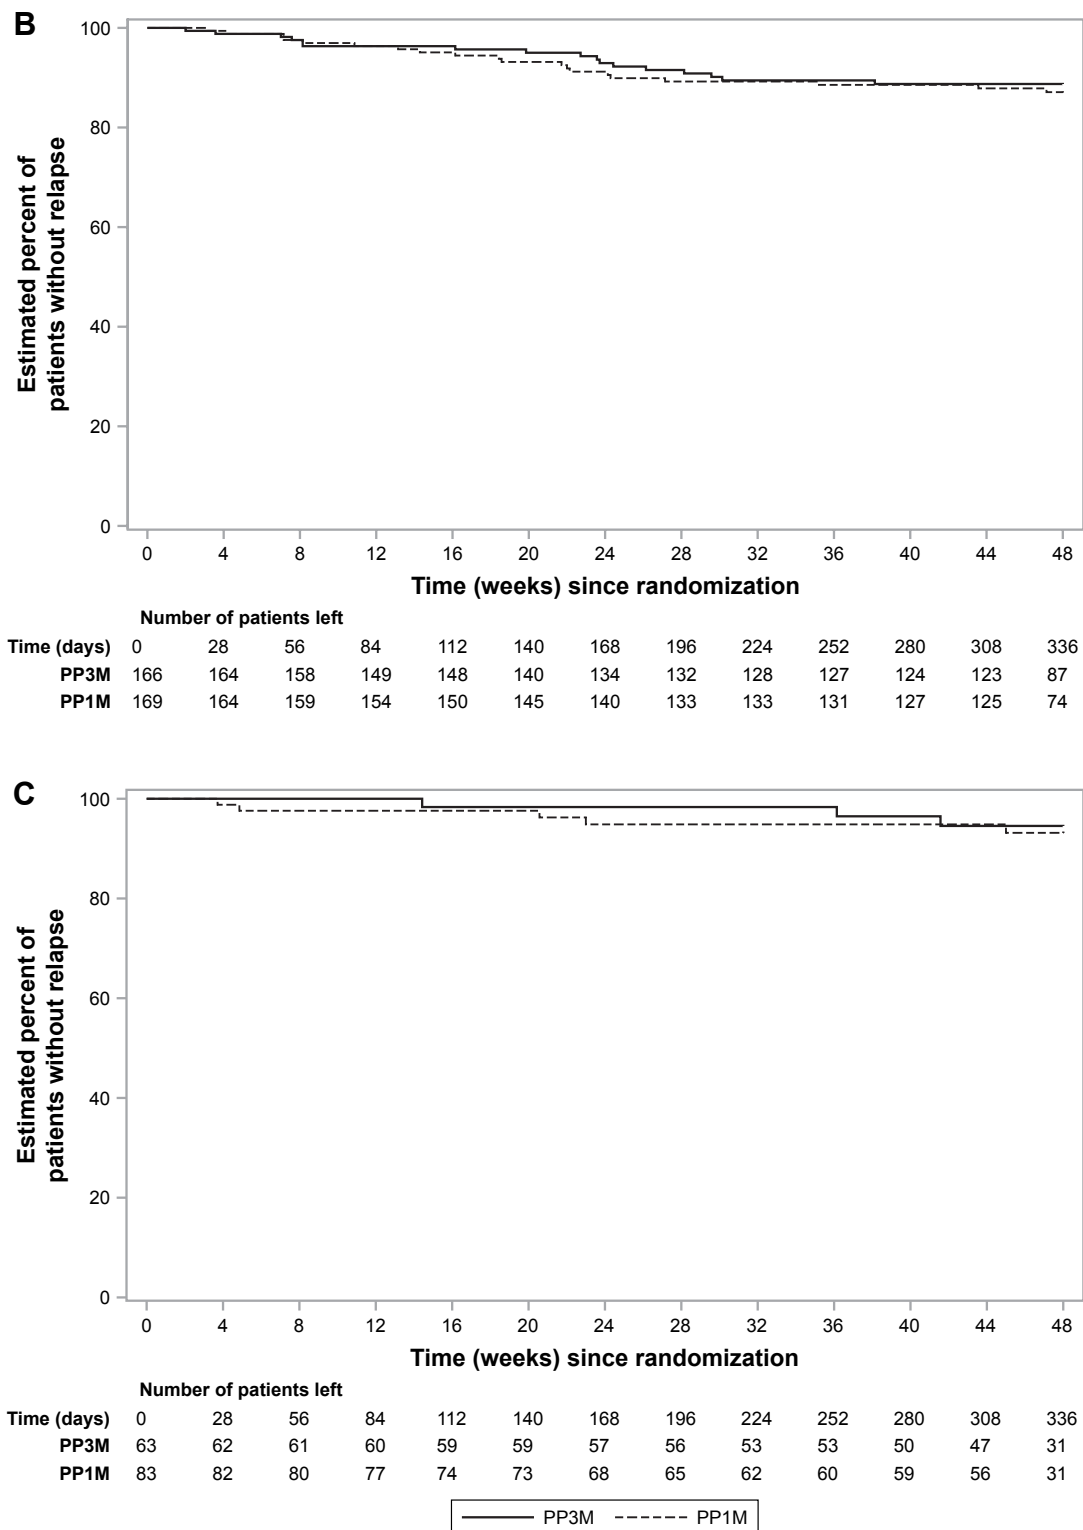 B
Estimated percent of
patients without relapse
100
80
60
40
20
0
0 4 8 12 16 20 24 28 32 36 40 44 48
Time (weeks) since randomization
Number of patients left
Time (days) 0 28 56 84 112 140 168 196 224 252 280 308 336
PP3M 166 164 158 149 148 140 134 132 128 127 124 123 87
PP1M 169 164 159 154 150 145 140 133 133 131 127 125 74
C
Estimated percent of
patients without relapse
100
80
60
40
20
0
0 4 8 12 16 20 24 28 32 36 40 44 48
Time (weeks) since randomization
Number of patients left
Time (days) 0 28 56 84 112 140 168 196 224 252 280 308 336
PP3M 63 62 61 60 59 59 57 56 53 53 50 47 31
PP1M 83 82 80 77 74 73 68 65 62 60 59 56 31
PP3M PP1M